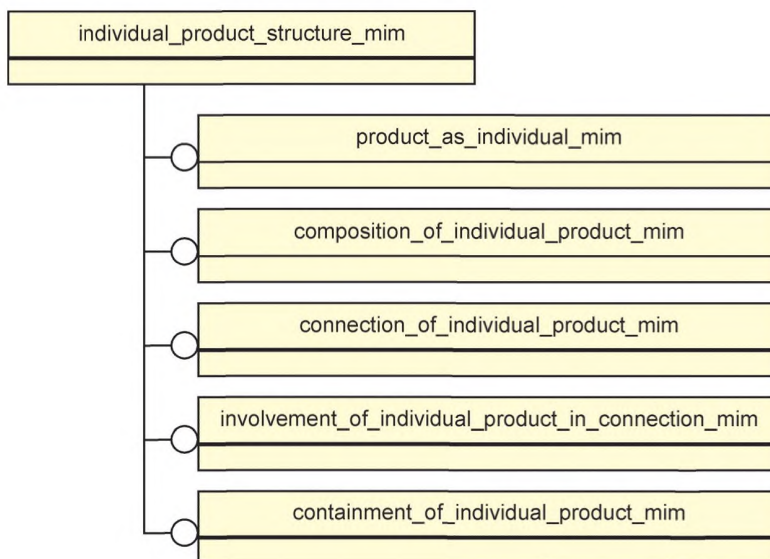 individual_product_structure_mim
product_as_individual_mim
composition_of_individual_product_mim
connection_of_individual_product_mim
involvement_of_individual_product_in_connection_mim
containment_of_individual_product_mim